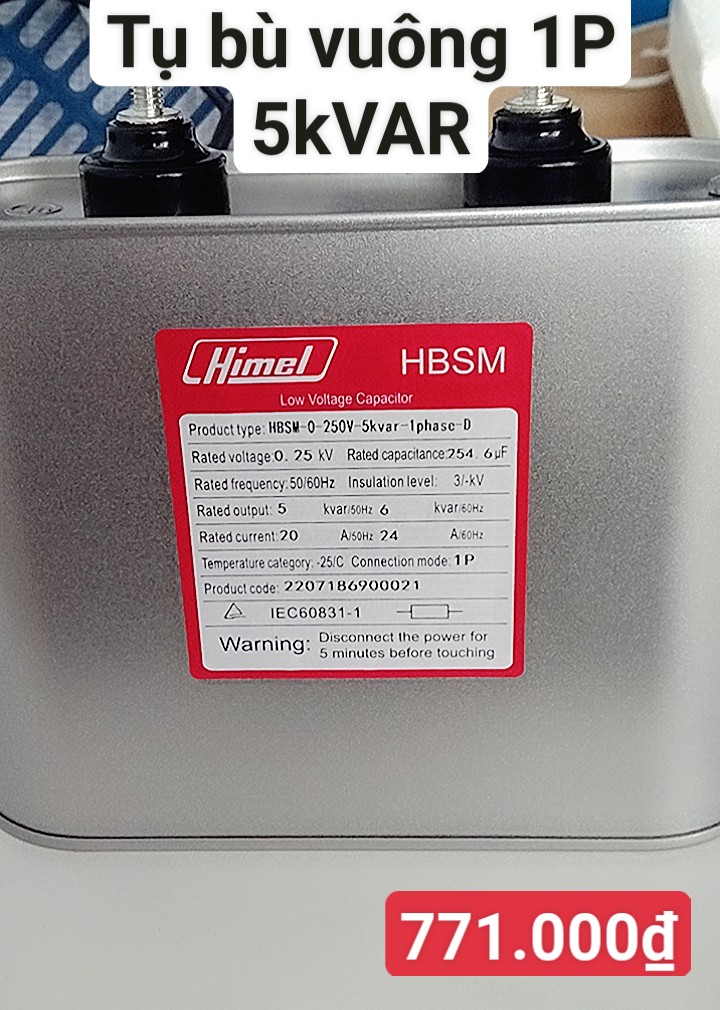 Tụ bù vuông 1P
5kVAR
Himel HBSM
Low Voltage Capacitor
Product type: HBSM-0-250V-5kvar-1phase-D
Rated voltage: 0.25 kV Rated capacitance: 254.6 μF
Rated frequency: 50/60Hz Insulation level: 3/-kV
Rated output: 5 kvar/50Hz 6 kvar/60Hz
Rated current: 20 A/50Hz 24 A/60Hz
Temperature category: -25/C Connection mode: 1P
Product code: 2207186900021
IEC60831-1
Warning: Disconnect the power for
5 minutes before touching
771.000₫